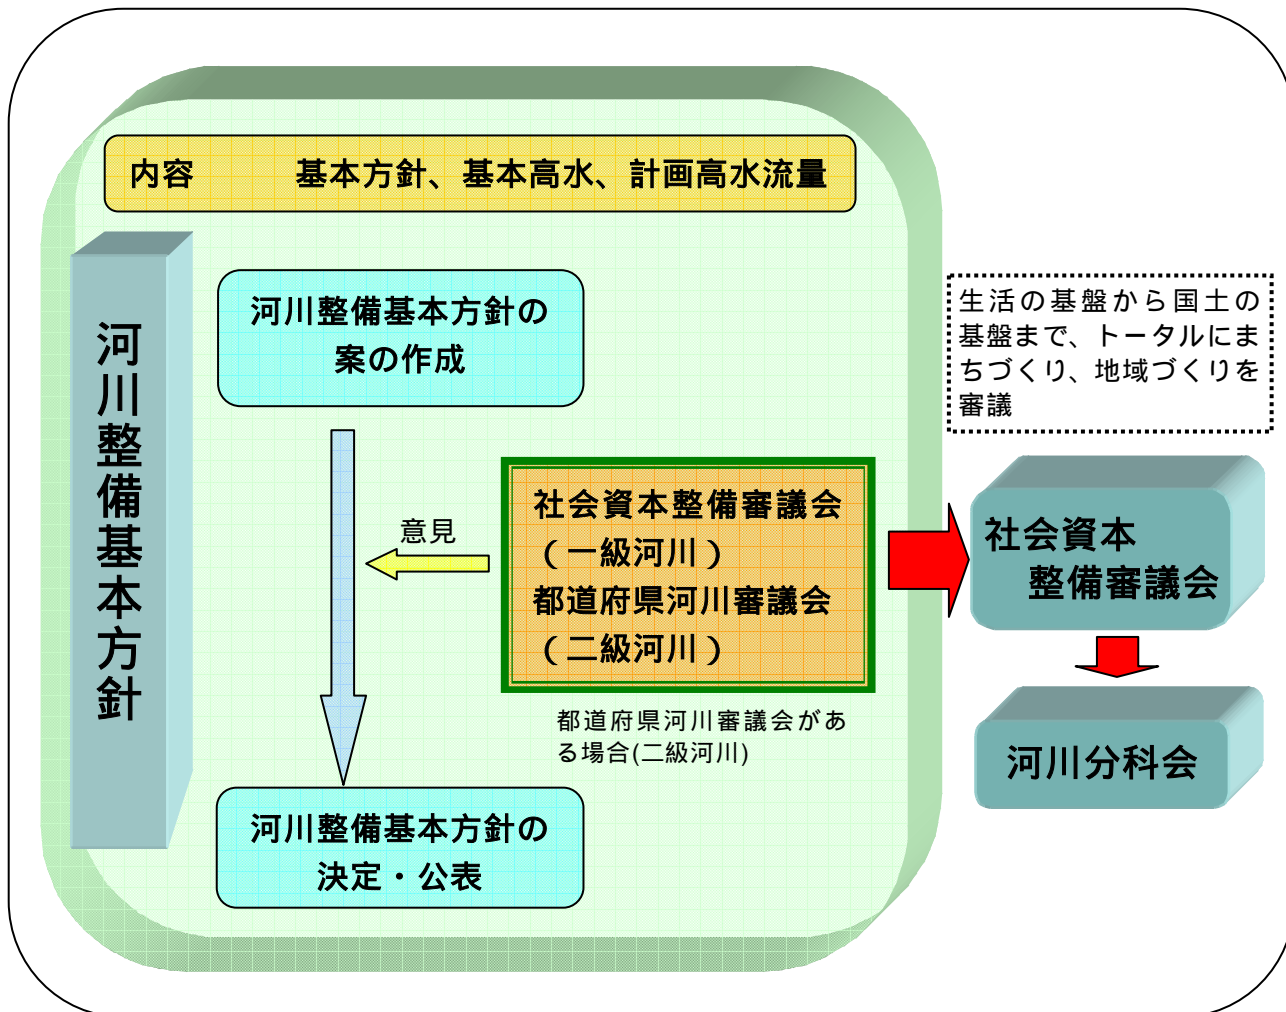 内容　　　基本方針、基本高水、計画高水流量
河川整備基本方針
河川整備基本方針の
案の作成
意見
社会資本整備審議会
（一級河川）
都道府県河川審議会
（二級河川）
都道府県河川審議会があ
る場合(二級河川)
河川整備基本方針の
決定・公表
生活の基盤から国土の
基盤まで、トータルにま
ちづくり、地域づくりを
審議
社会資本
整備審議会
河川分科会